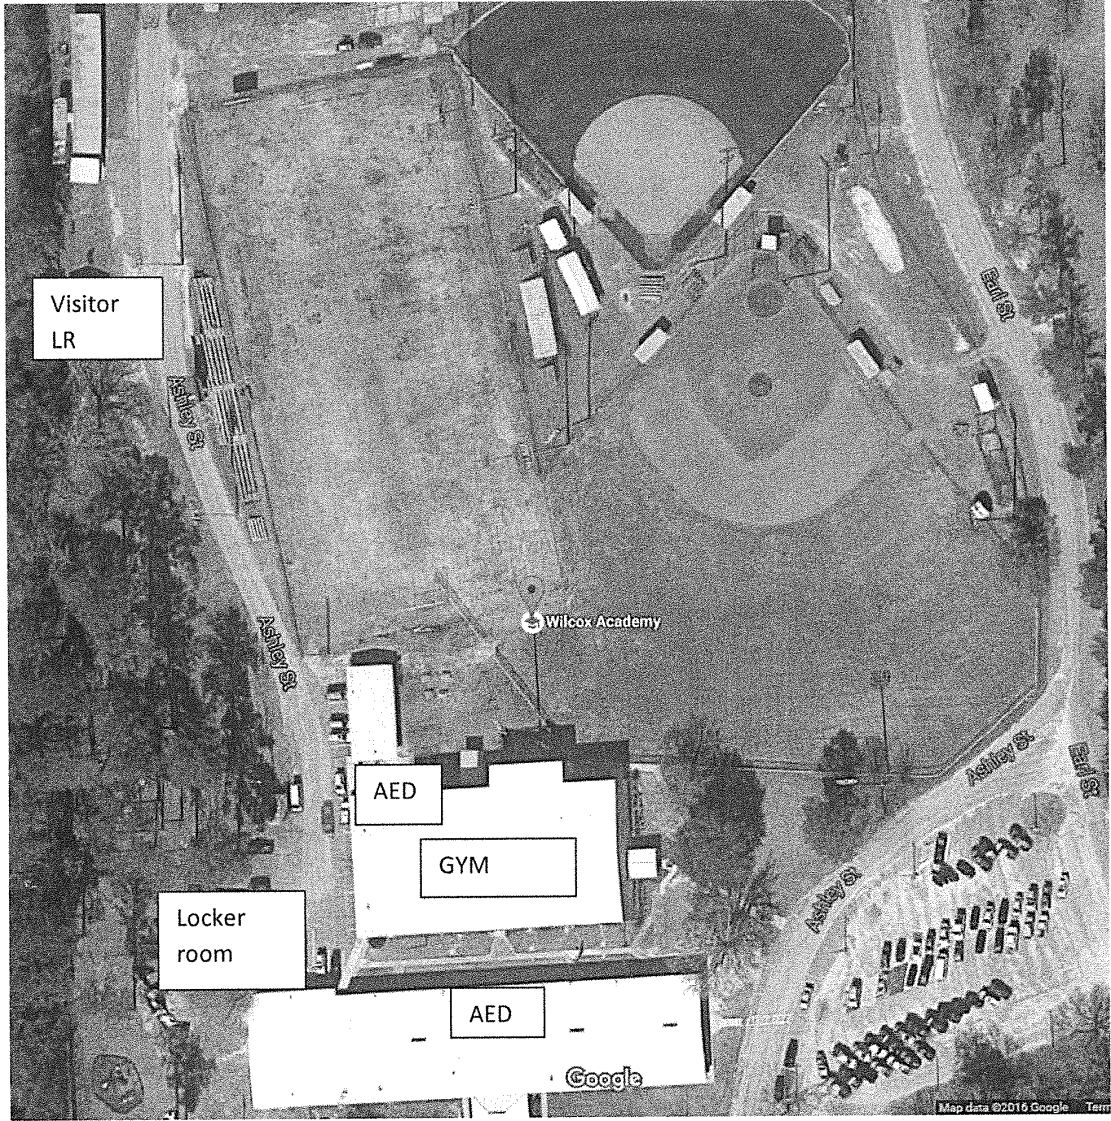 Visitor
LR
Earl St
Ashley St
Wilcox Academy
Ashley St
AED
GYM
Ashley St
Earl St
Ashley St
Locker
room
AED
Google
Map data ©2016 Google Term